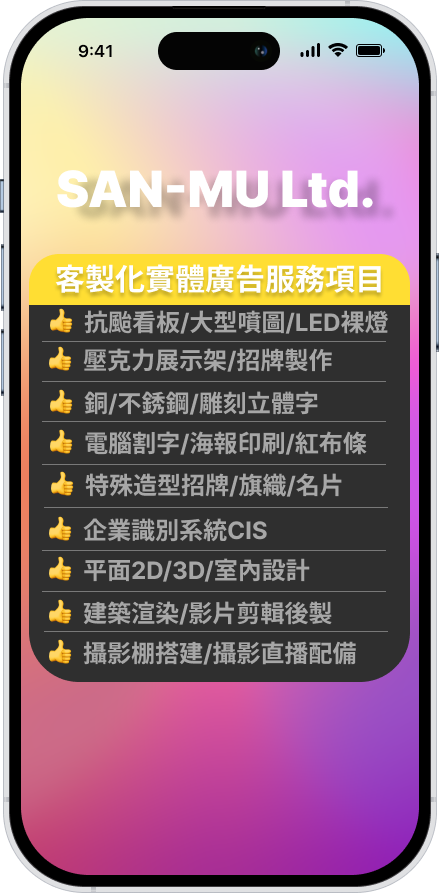 9:41
SAN-MU Ltd.
客製化實體廣告服務項目
👍 抗颱看板/大型噴圖/LED裸燈
👍 壓克力展示架/招牌製作
👍 銅/不銹鋼/雕刻立體字
👍 電腦割字/海報印刷/紅布條
👍 特殊造型招牌/旗織/名片
👍 企業識別系統CIS
👍 平面2D/3D/室內設計
👍 建築渲染/影片剪輯後製
👍 攝影棚搭建/攝影直播配備